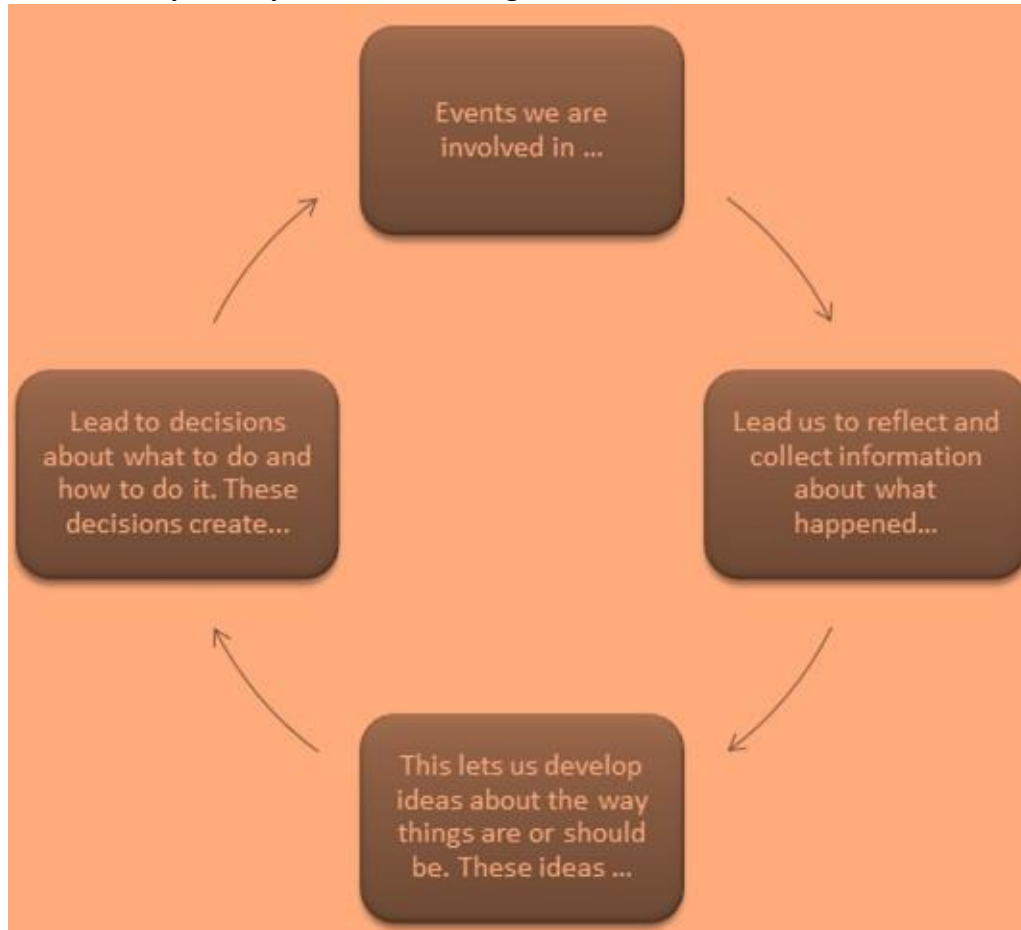 Events we are
involved in ...
Lead us to reflect and
collect information
about what
happened...
This lets us develop
ideas about the way
things are or should
be. These ideas ...
Lead to decisions
about what to do and
how to do it. These
decisions create...